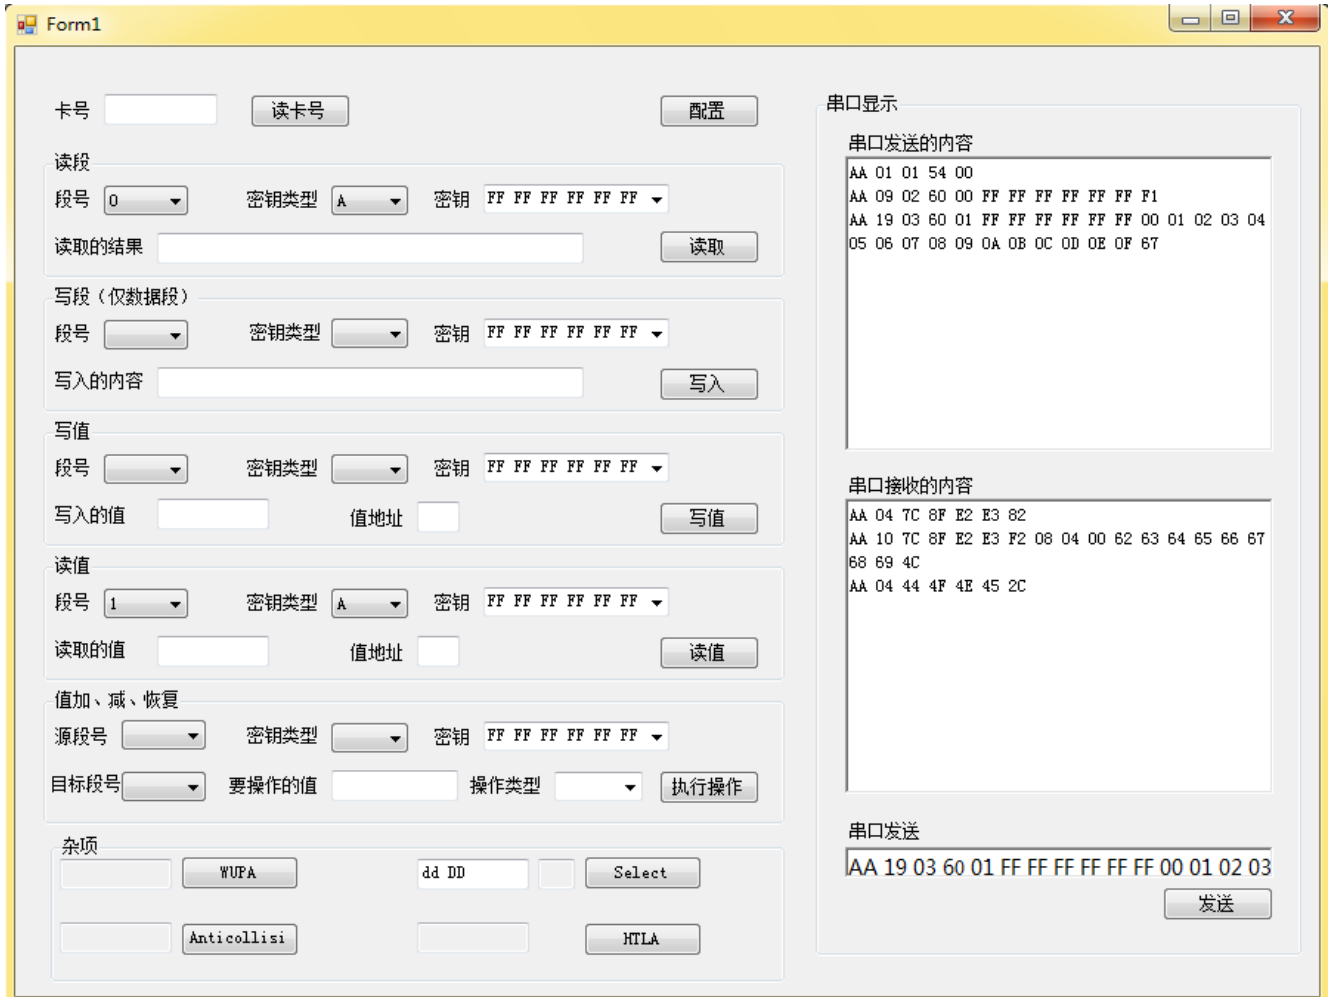 Form1
卡号 读卡号 配置
读段
段号 0 密钥类型 A 密钥 FF FF FF FF FF FF
读取的结果 读取
写段（仅数据段）
段号 密钥类型 密钥 FF FF FF FF FF FF
写入的内容 写入
写值
段号 密钥类型 密钥 FF FF FF FF FF FF
写入的值 值地址 写值
读值
段号 1 密钥类型 A 密钥 FF FF FF FF FF FF
读取的值 值地址 读值
值加、减、恢复
源段号 密钥类型 密钥 FF FF FF FF FF FF
目标段号 要操作的值 操作类型 执行操作
杂项
WUPA dd DD Select
Anticollisi HTLA
串口显示
串口发送的内容
AA 01 01 54 00
AA 09 02 60 00 FF FF FF FF FF FF F1
AA 19 03 60 01 FF FF FF FF FF FF 00 01 02 03 04
05 06 07 08 09 0A 0B 0C 0D 0E 0F 67
串口接收的内容
AA 04 7C 8F E2 E3 82
AA 10 7C 8F E2 E3 F2 08 04 00 62 63 64 65 66 67
68 69 4C
AA 04 44 4F 4E 45 2C
串口发送
AA 19 03 60 01 FF FF FF FF FF FF 00 01 02 03
发送